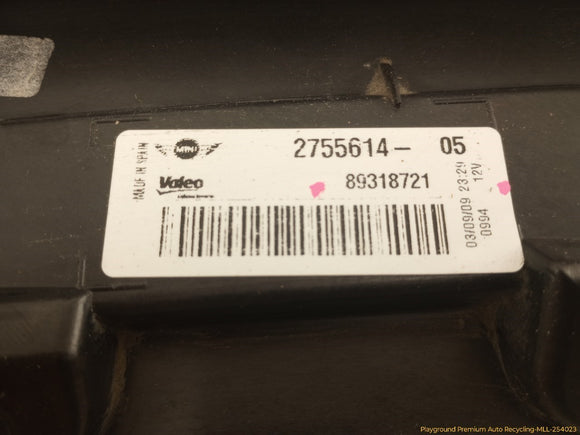 MADE IN SPAIN
MINI
2755614- 05
Valeo
89318721
03/09/09 23:29
0994 12V
Playground Premium Auto Recycling-MLL-254023